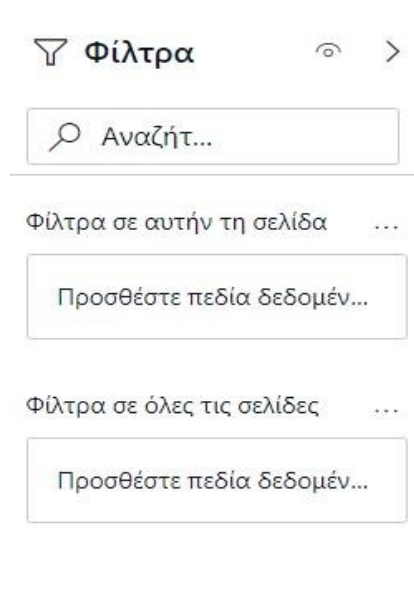 Φίλτρα
Αναζήτ...
Φίλτρα σε αυτήν τη σελίδα ...
Προσθέστε πεδία δεδομέν...
Φίλτρα σε όλες τις σελίδες ...
Προσθέστε πεδία δεδομέν...